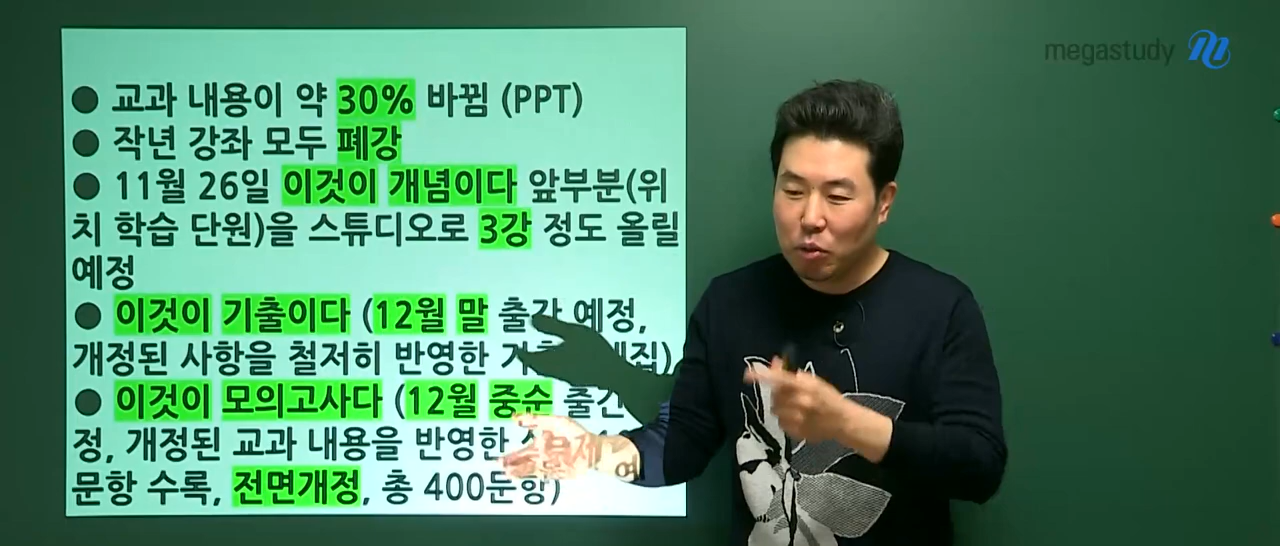 megastudy
● 교과 내용이 약 30% 바뀜 (PPT)
● 작년 강좌 모두 폐강
● 11월 26일 이것이 개념이다 앞부분(위
치 학습 단원)을 스튜디오로 3강 정도 올릴
예정
● 이것이 기출이다 (12월 말 출간 예정,
개정된 사항을 철저히 반영한
● 이것이 모의고사다 (12월 중순 출간
정, 개정된 교과 내용을 반영한
문항 수록, 전면개정, 총 400문항)